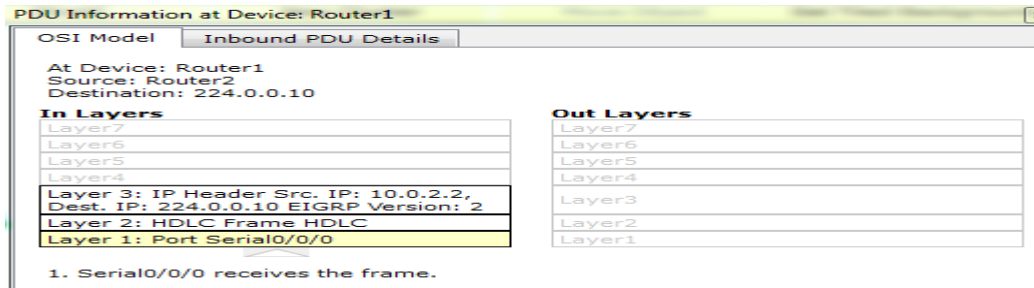 PDU Information at Device: Router1
OSI Model
Inbound PDU Details
At Device: Router1
Source: Router2
Destination: 224.0.0.10
In Layers
Layer7
Layer6
Layer5
Layer4
Layer 3: IP Header Src. IP: 10.0.2.2,
Dest. IP: 224.0.0.10 EIGRP Version: 2
Layer 2: HDLC Frame HDLC
Layer 1: Port Serial0/0/0
Out Layers
Layer7
Layer6
Layer5
Layer4
Layer3
Layer2
Layer1
1. Serial0/0/0 receives the frame.